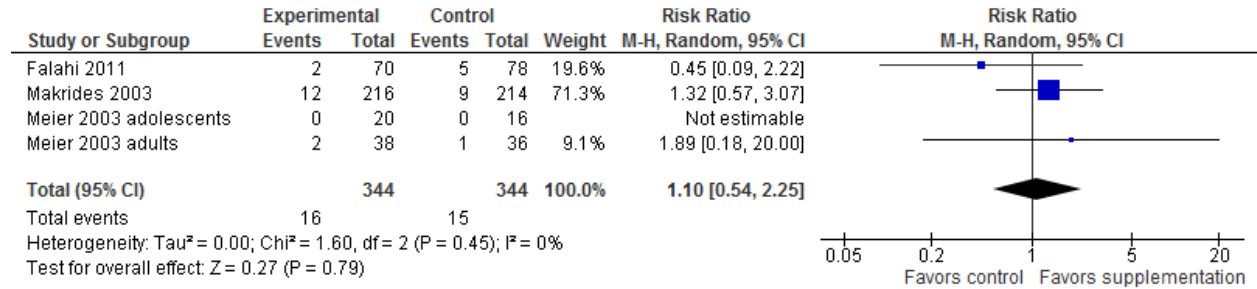 Experimental Control Risk Ratio Risk Ratio
Study or Subgroup Events Total Events Total Weight M-H, Random, 95% CI M-H, Random, 95% CI
Falahi 2011 2 70 5 78 19.6% 0.45 [0.09, 2.22]
Makrides 2003 12 216 9 214 71.3% 1.32 [0.57, 3.07]
Meier 2003 adolescents 0 20 0 16 Not estimable
Meier 2003 adults 2 38 1 36 9.1% 1.89 [0.18, 20.00]
Total (95% CI) 344 344 100.0% 1.10 [0.54, 2.25]
Total events 16 15
Heterogeneity: Tau² = 0.00; Chi² = 1.60, df = 2 (P = 0.45); I² = 0%
Test for overall effect: Z = 0.27 (P = 0.79)
0.05 0.2 1 5 20
Favors control Favors supplementation